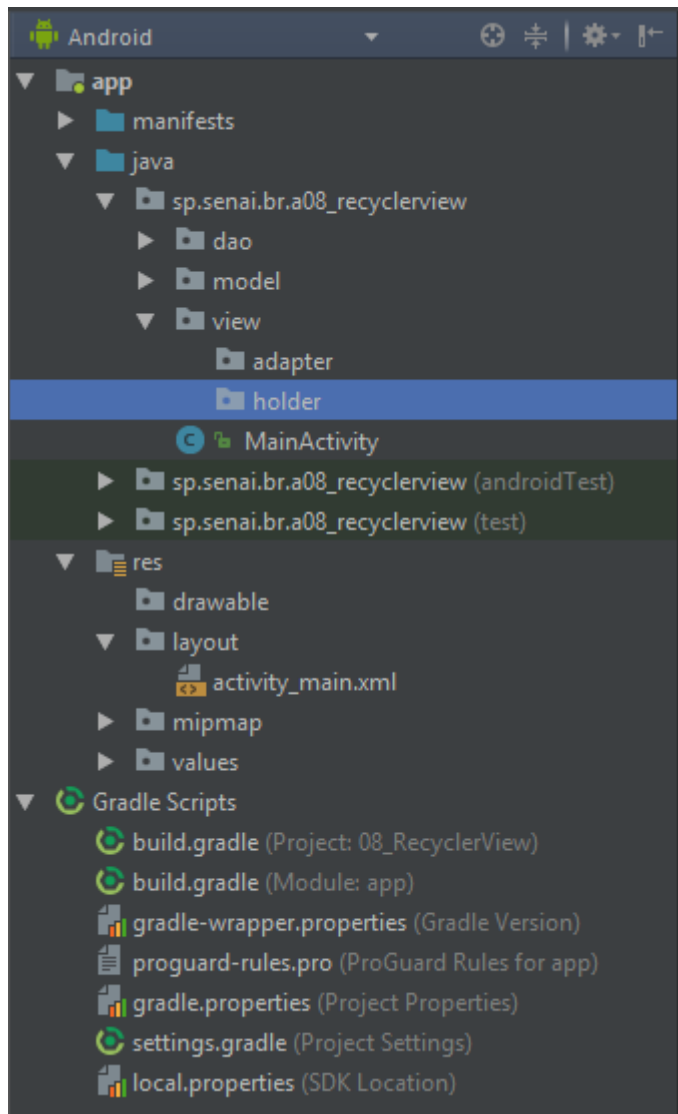 Android
app
manifests
java
sp.senai.br.a08_recyclerview
dao
model
view
adapter
holder
C MainActivity
sp.senai.br.a08_recyclerview (androidTest)
sp.senai.br.a08_recyclerview (test)
res
drawable
layout
activity_main.xml
mipmap
values
Gradle Scripts
build.gradle (Project: 08_RecyclerView)
build.gradle (Module: app)
gradle-wrapper.properties (Gradle Version)
proguard-rules.pro (ProGuard Rules for app)
gradle.properties (Project Properties)
settings.gradle (Project Settings)
local.properties (SDK Location)